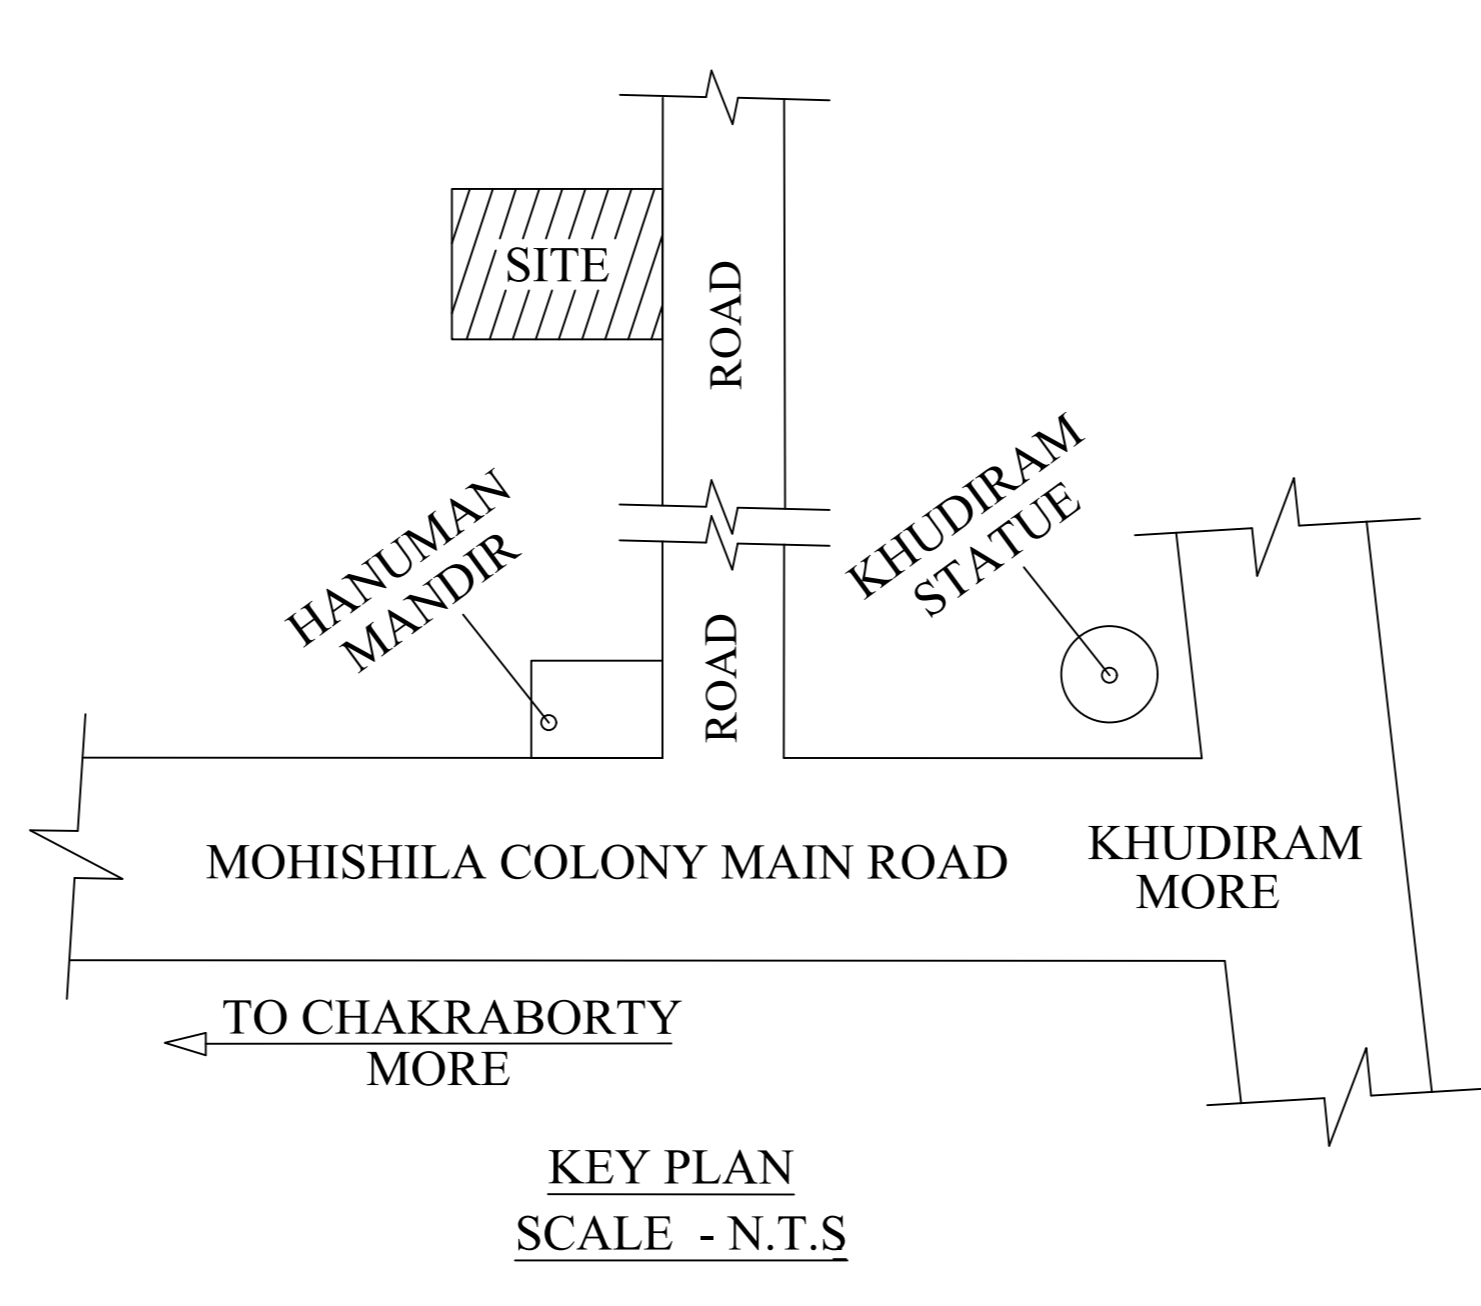 SITE
ROAD
HANUMAN
MANDIR
KHUDIRAM
STATUE
ROAD
MOHISHILA COLONY MAIN ROAD
KHUDIRAM
MORE
TO CHAKRABORTY
MORE
KEY PLAN
SCALE - N.T.S